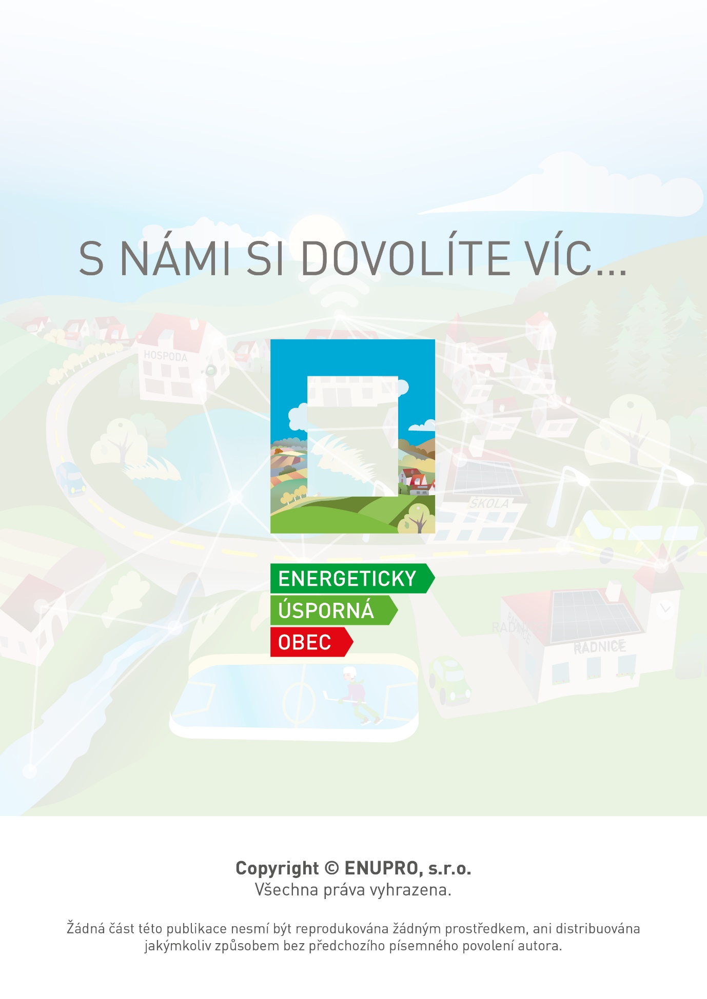 S NÁMI SI DOVOLÍTE VÍC...
HOSPODA
ŠKOLA
ENERGETICKY
ÚSPORNÁ
OBEC
RADNICE
RADNICE
RADNICE
Copyright © ENUPRO, s.r.o.
Všechna práva vyhrazena.
Žádná část této publikace nesmí být reprodukována žádným prostředkem, ani distribuována
jakýmkoliv způsobem bez předchozího písemného povolení autora.